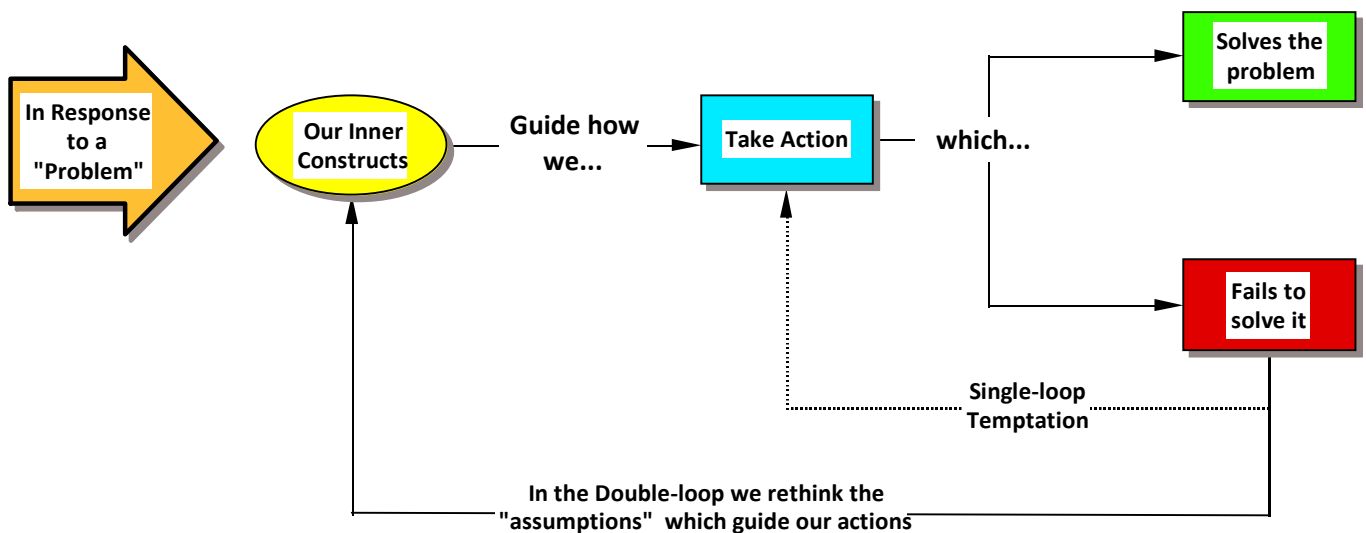 In Response
to a
"Problem"
Our Inner
Constructs
Guide how
we...
Take Action
which...
Solves the
problem
Fails to
solve it
Single-loop
Temptation
In the Double-loop we rethink the
"assumptions"  which guide our actions